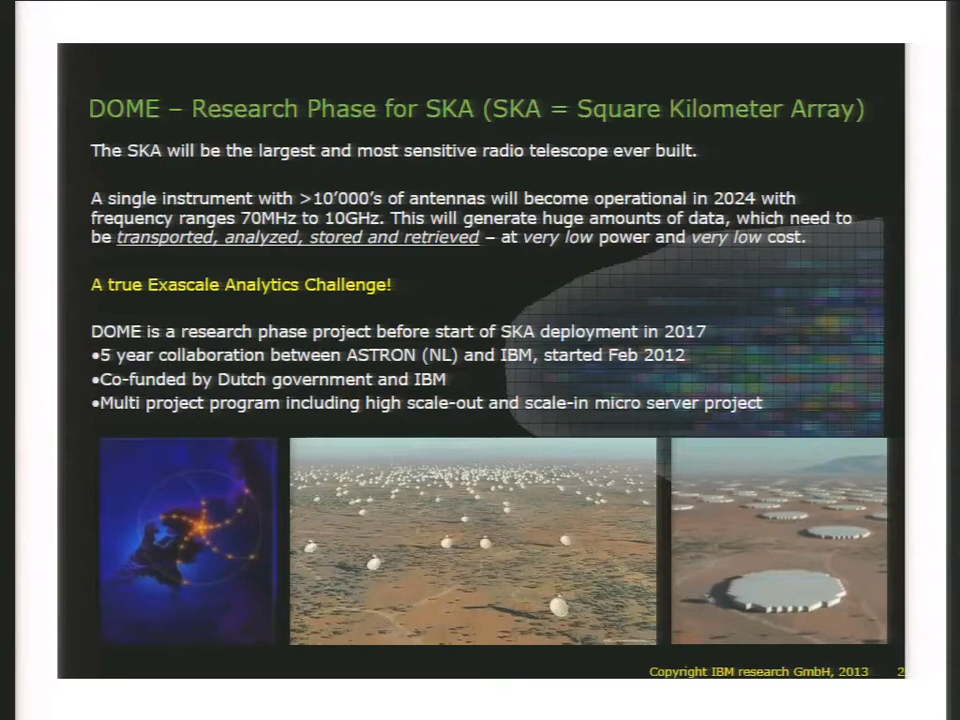 DOME – Research Phase for SKA (SKA = Square Kilometer Array)
The SKA will be the largest and most sensitive radio telescope ever built.
A single instrument with >10’000’s of antennas will become operational in 2024 with
frequency ranges 70MHz to 10GHz. This will generate huge amounts of data, which need to
be transported, analyzed, stored and retrieved – at very low power and very low cost.
A true Exascale Analytics Challenge!
DOME is a research phase project before start of SKA deployment in 2017
•5 year collaboration between ASTRON (NL) and IBM, started Feb 2012
•Co-funded by Dutch government and IBM
•Multi project program including high scale-out and scale-in micro server project
Copyright IBM research GmbH, 2013 2